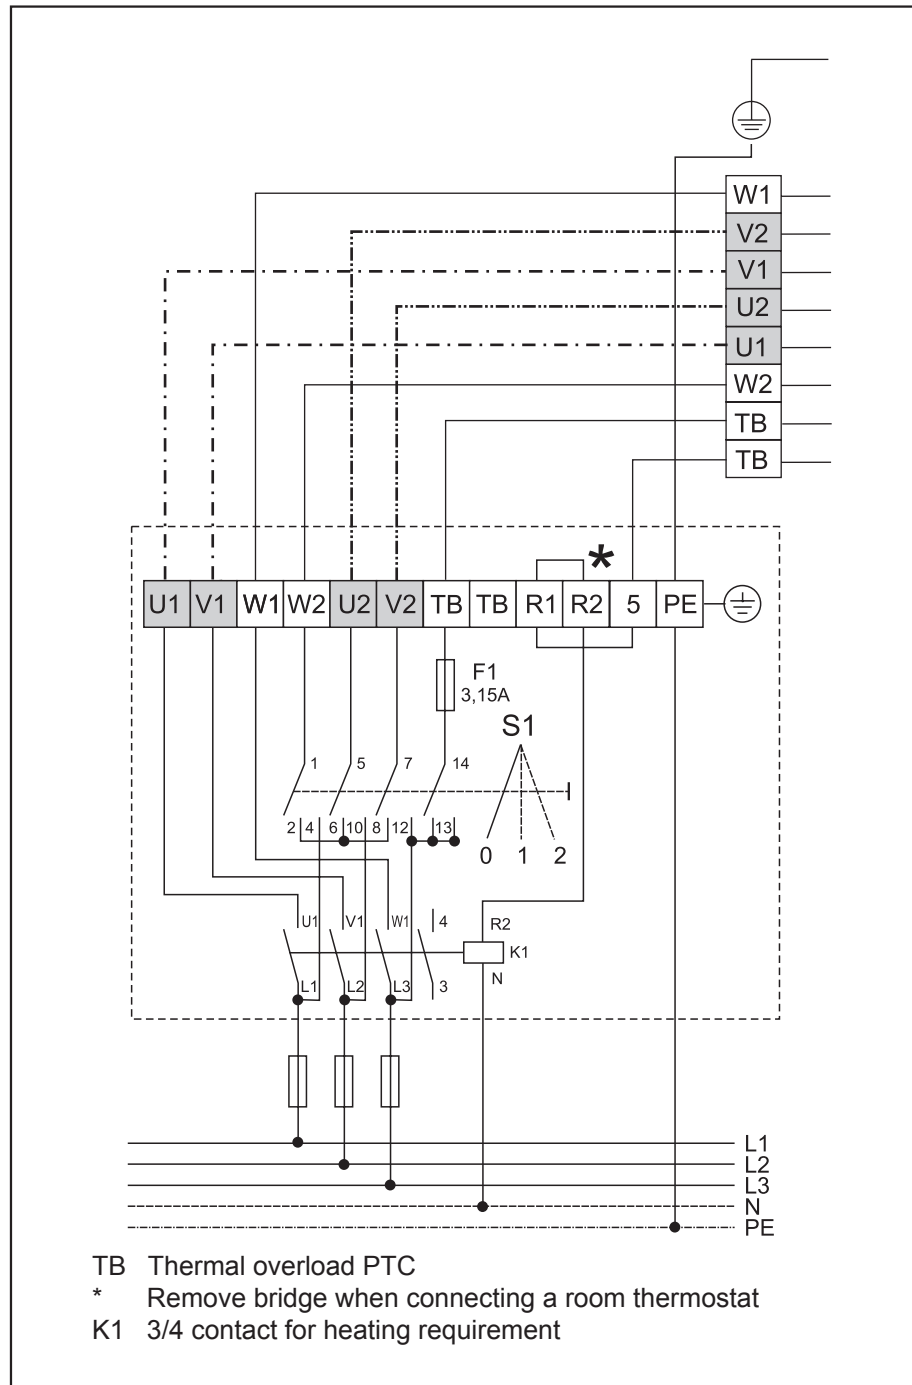 W1
V2
V1
U2
U1
W2
TB
TB
*
U1 V1 W1 W2 U2 V2 TB TB R1 R2 5 PE
F1
3,15A
S1
1 5 7 14
2 4 6 10 8 12 13
0 1 2
U1 V1 W1 4 R2
K1
L1 L2 L3 3 N
L1
L2
L3
N
PE
TB Thermal overload PTC
* Remove bridge when connecting a room thermostat
K1 3/4 contact for heating requirement